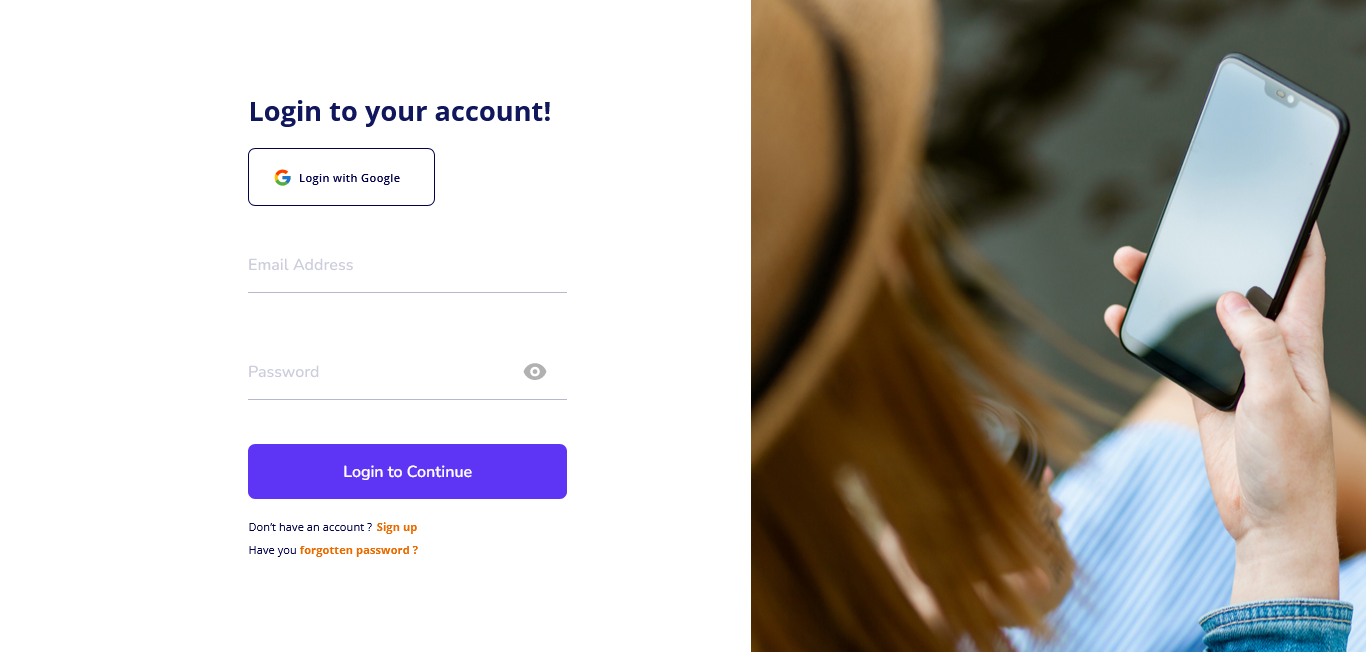 Login to your account!
Login with Google
Email Address
Password
Login to Continue
Don't have an account ? Sign up
Have you forgotten password ?